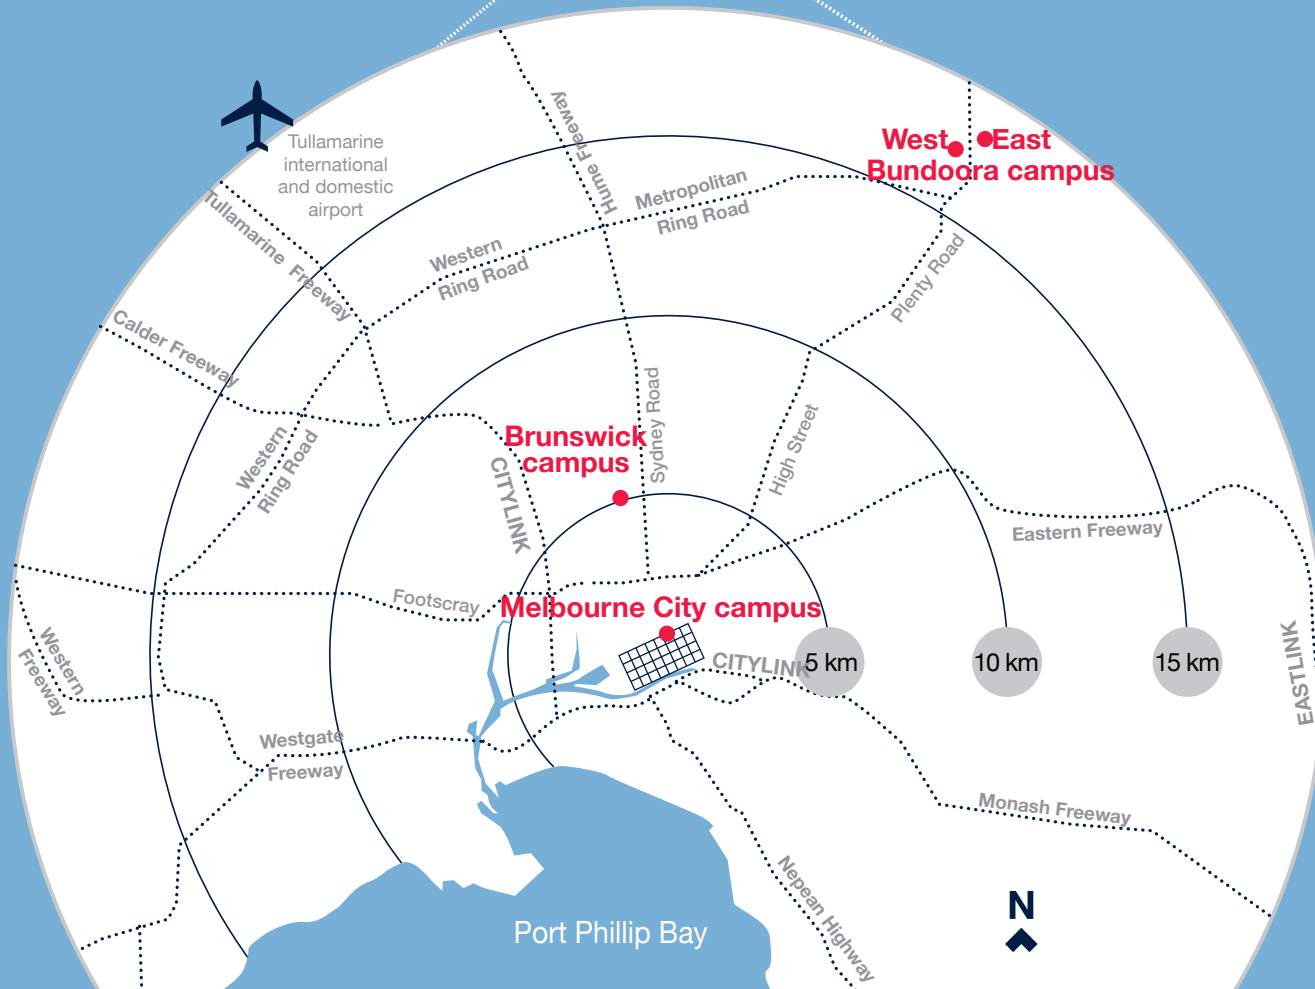 Hume Freeway
Tullamarine
international
and domestic
airport
West
East
Bundoora campus
Metropolitan
Ring Road
Tullamarine Freeway
Western
Ring Road
Plenty Road
Calder Freeway
Sydney Road
High Street
Brunswick
campus
Western
Ring Road
CITYLINK
Eastern Freeway
Footscray
Melbourne City campus
Western
Freeway
CITYLINK
5 km
10 km
15 km
EASTLINK
Westgate
Freeway
Monash Freeway
Nepean Highway
Port Phillip Bay
N